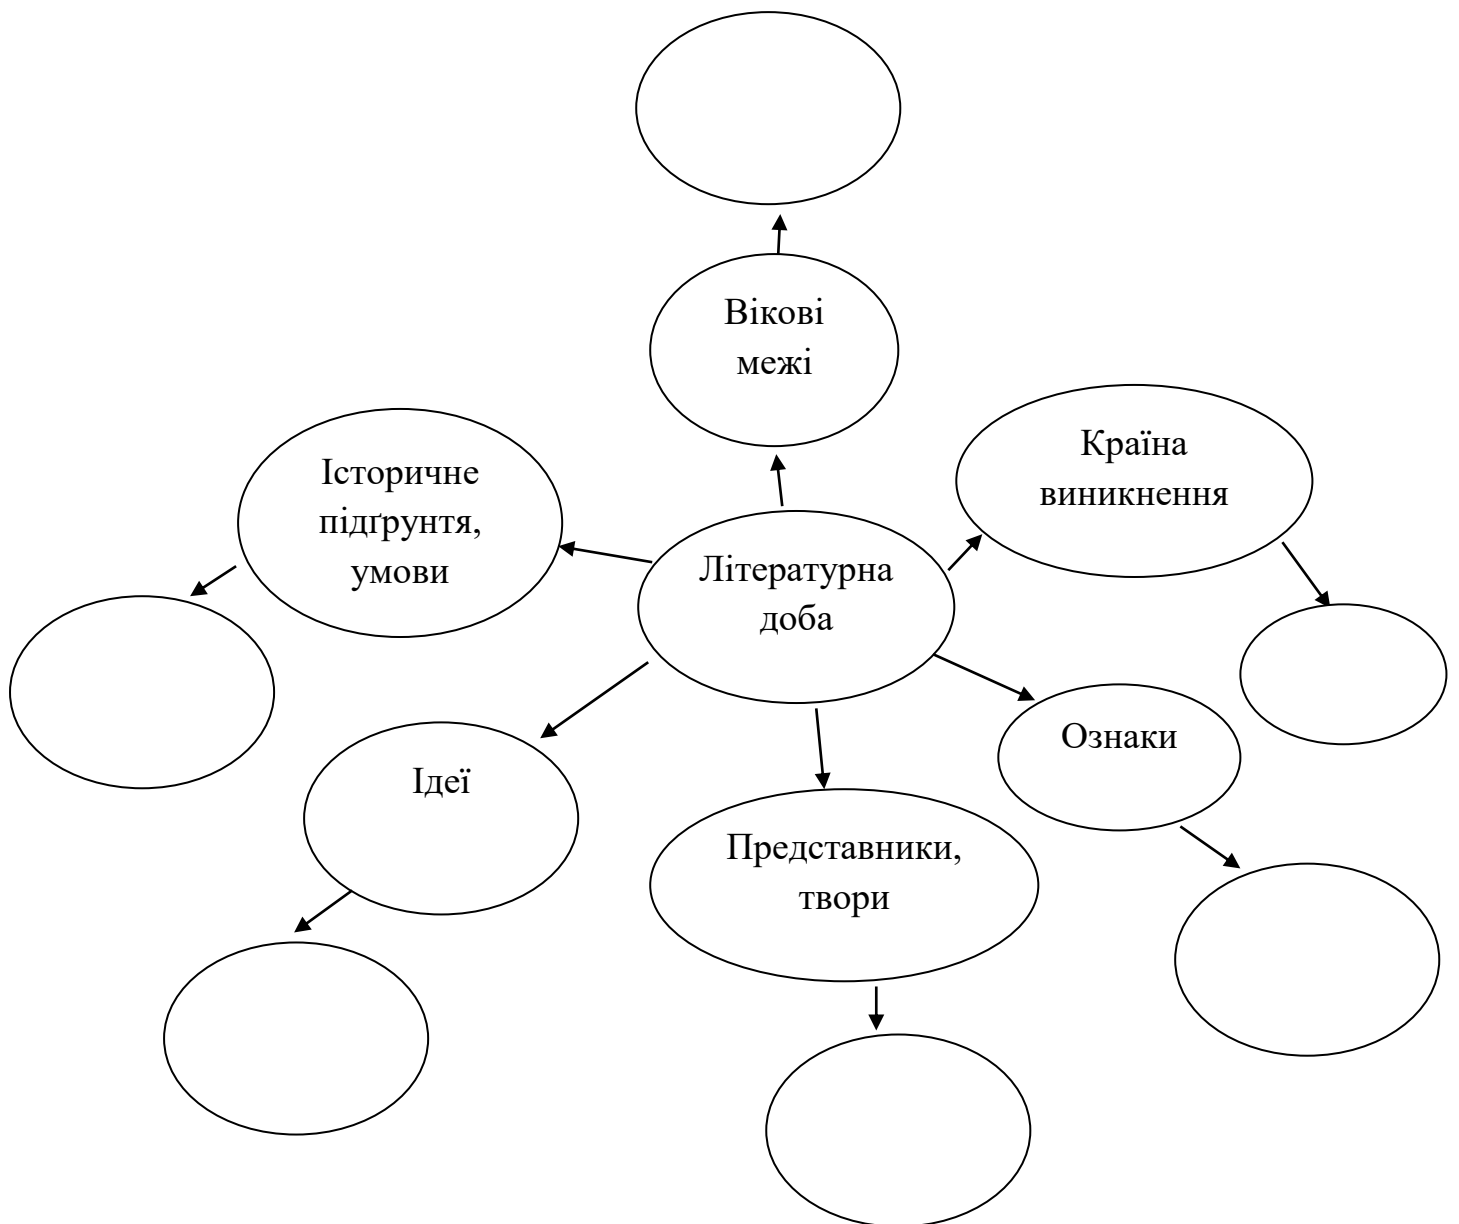 Вікові
межі
Країна
виникнення
Історичне
підґрунтя,
умови
Літературна
доба
Ознаки
Ідеї
Представники,
твори